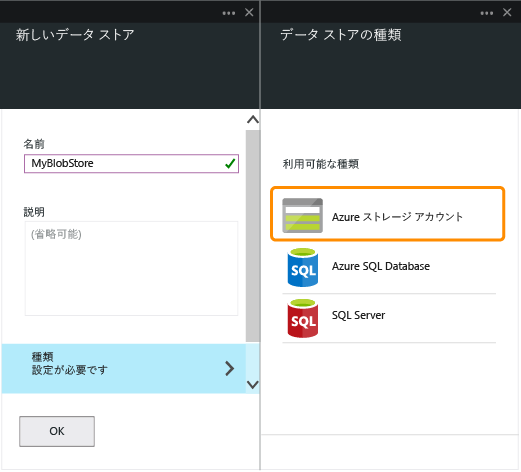 新しいデータ ストア
名前
MyBlobStore
説明
(省略可能)
種類
設定が必要です
OK
データ ストアの種類
利用可能な種類
Azure ストレージ アカウント
SQL
Azure SQL Database
SQL
SQL Server